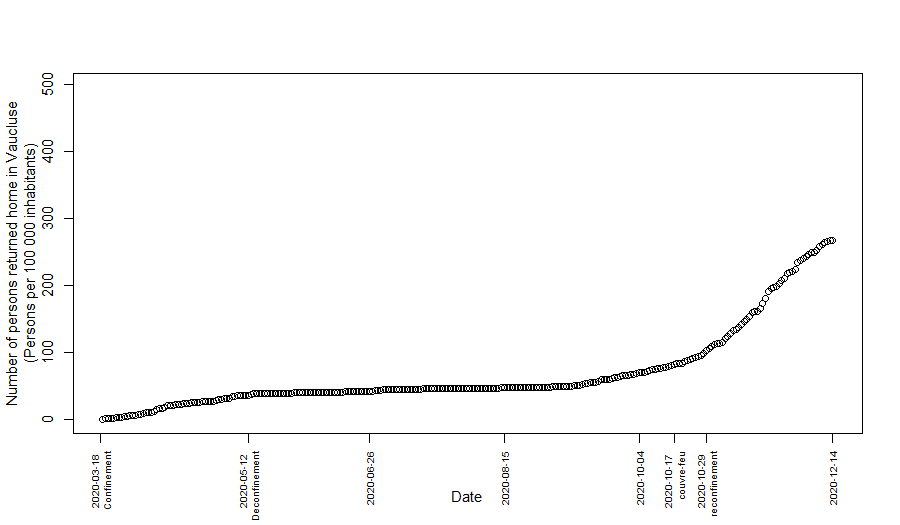 Number of persons returned home in Vaucluse
(Persons per 100 000 inhabitants)
500
400
300
200
100
0
2020-03-18
Confinement
2020-05-12
Deconfinement
2020-06-26
2020-08-15
2020-10-04
2020-10-17
couvre-feu
2020-10-29
reconfinement
2020-12-14
Date